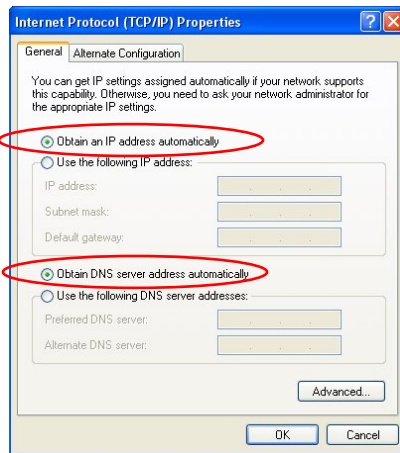 Internet Protocol (TCP/IP) Properties
General
Alternate Configuration
You can get IP settings assigned automatically if your network supports
this capability. Otherwise, you need to ask your network administrator for
the appropriate IP settings.
Obtain an IP address automatically
Use the following IP address:
IP address:
Subnet mask:
Default gateway:
Obtain DNS server address automatically
Use the following DNS server addresses:
Preferred DNS server:
Alternate DNS server:
Advanced...
OK
Cancel